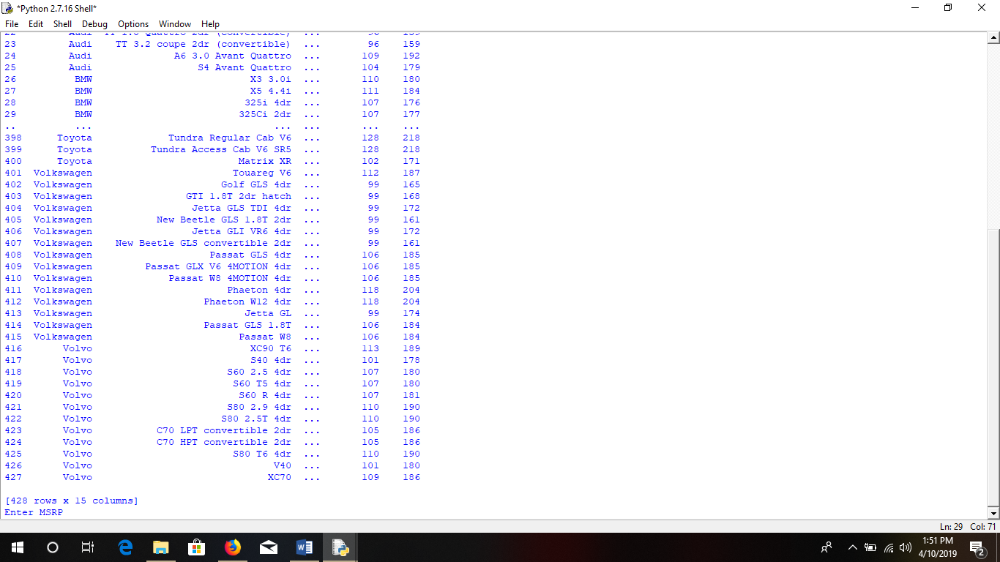 *Python 2.7.16 Shell*
File Edit Shell Debug Options Window Help
22 Audi TT 1.8 Quattro 2dr (convertible) ... 96 159
23 Audi TT 3.2 coupe 2dr (convertible) ... 96 159
24 Audi A6 3.0 Avant Quattro ... 109 192
25 Audi S4 Avant Quattro ... 104 179
26 BMW X3 3.0i ... 110 180
27 BMW X5 4.4i ... 111 184
28 BMW 325i 4dr ... 107 176
29 BMW 325Ci 2dr ... 107 177
.. ... ... ... ... ...
398 Toyota Tundra Regular Cab V6 ... 128 218
399 Toyota Tundra Access Cab V6 SR5 ... 128 218
400 Toyota Matrix XR ... 102 171
401 Volkswagen Touareg V6 ... 112 187
402 Volkswagen Golf GLS 4dr ... 99 165
403 Volkswagen GTI 1.8T 2dr hatch ... 99 168
404 Volkswagen Jetta GLS TDI 4dr ... 99 172
405 Volkswagen New Beetle GLS 1.8T 2dr ... 99 161
406 Volkswagen Jetta GLI VR6 4dr ... 99 172
407 Volkswagen New Beetle GLS convertible 2dr ... 99 161
408 Volkswagen Passat GLS 4dr ... 106 185
409 Volkswagen Passat GLX V6 4MOTION 4dr ... 106 185
410 Volkswagen Passat W8 4MOTION 4dr ... 106 185
411 Volkswagen Phaeton 4dr ... 118 204
412 Volkswagen Phaeton W12 4dr ... 118 204
413 Volkswagen Jetta GL ... 99 174
414 Volkswagen Passat GLS 1.8T ... 106 184
415 Volkswagen Passat W8 ... 106 184
416 Volvo XC90 T6 ... 113 189
417 Volvo S40 4dr ... 101 178
418 Volvo S60 2.5 4dr ... 107 180
419 Volvo S60 T5 4dr ... 107 180
420 Volvo S60 R 4dr ... 107 181
421 Volvo S80 2.9 4dr ... 110 190
422 Volvo S80 2.5T 4dr ... 110 190
423 Volvo C70 LPT convertible 2dr ... 105 186
424 Volvo C70 HPT convertible 2dr ... 105 186
425 Volvo S80 T6 4dr ... 110 190
426 Volvo V40 ... 101 180
427 Volvo XC70 ... 109 186
[428 rows x 15 columns]
Enter MSRP
Ln: 29 Col: 71
1:51 PM
4/10/2019
2